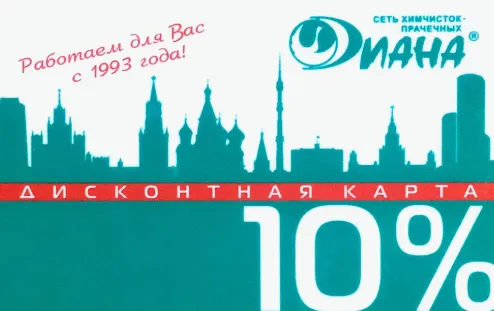 Работаем для Вас
с 1993 года!
СЕТЬ ХИМЧИСТОК-
ПРАЧЕЧНЫХ
ДИАНА®
ДИСКОНТНАЯ КАРТА
10%